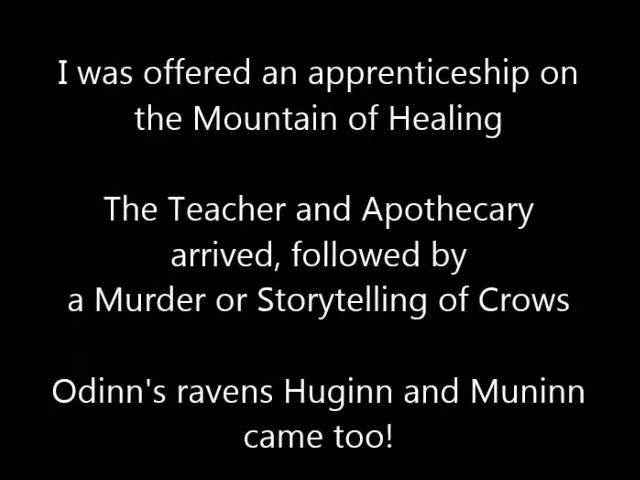 I was offered an apprenticeship on
the Mountain of Healing
The Teacher and Apothecary
arrived, followed by
a Murder or Storytelling of Crows
Odinn's ravens Huginn and Muninn
came too!